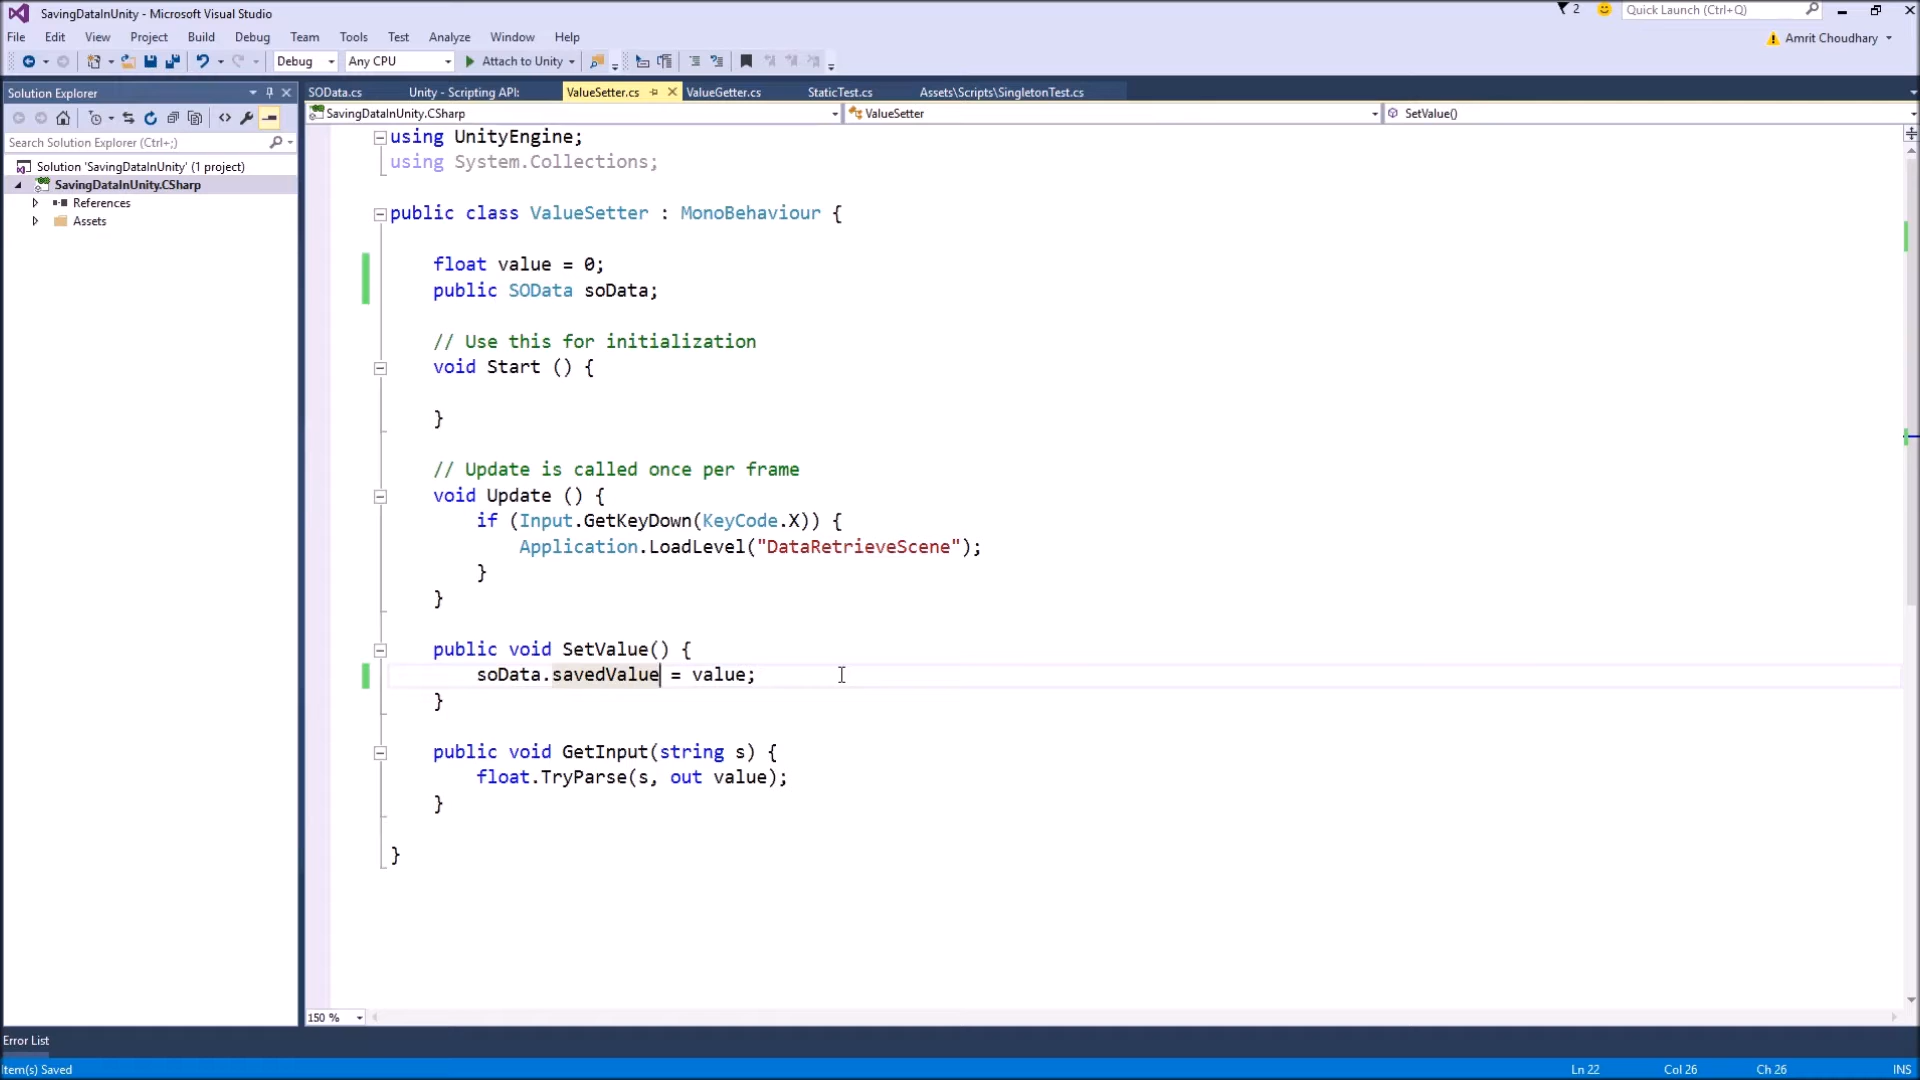 SavingDataInUnity - Microsoft Visual Studio
2
Quick Launch (Ctrl+Q)
File Edit View Project Build Debug Team Tools Test Analyze Window Help
Amrit Choudhary
Debug Any CPU Attach to Unity
Solution Explorer
SOData.cs Unity - Scripting API: ValueSetter.cs ValueGetter.cs StaticTest.cs Assets\Scripts\SingletonTest.cs
SavingDataInUnity.CSharp ValueSetter SetValue()
Search Solution Explorer (Ctrl+;)
Solution 'SavingDataInUnity' (1 project)
SavingDataInUnity.CSharp
References
Assets
using UnityEngine;
using System.Collections;
public class ValueSetter : MonoBehaviour {
float value = 0;
public SOData soData;
// Use this for initialization
void Start () {
}
// Update is called once per frame
void Update () {
if (Input.GetKeyDown(KeyCode.X)) {
Application.LoadLevel("DataRetrieveScene");
}
}
public void SetValue() {
soData.savedValue = value;
}
public void GetInput(string s) {
float.TryParse(s, out value);
}
}
150 %
Error List
Item(s) Saved Ln 22 Col 26 Ch 26 INS